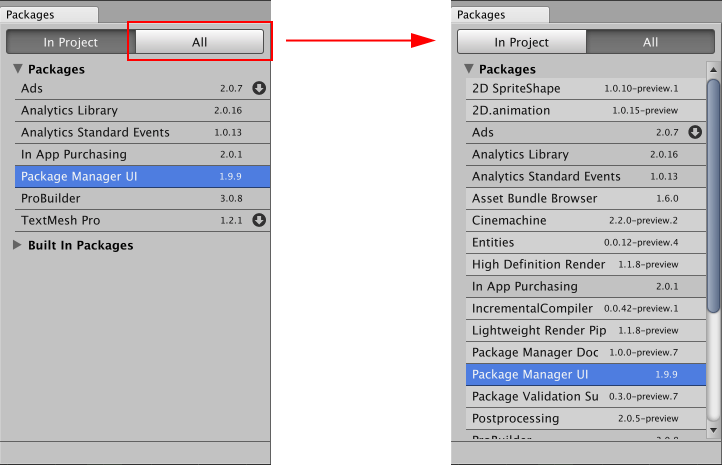 Packages
In Project All
Packages
Ads 2.0.7
Analytics Library 2.0.16
Analytics Standard Events 1.0.13
In App Purchasing 2.0.1
Package Manager UI 1.9.9
ProBuilder 3.0.8
TextMesh Pro 1.2.1
Built In Packages
Packages
In Project All
Packages
2D SpriteShape 1.0.10-preview.1
2D.animation 1.0.15-preview
Ads 2.0.7
Analytics Library 2.0.16
Analytics Standard Events 1.0.13
Asset Bundle Browser 1.6.0
Cinemachine 2.2.0-preview.2
Entities 0.0.12-preview.4
High Definition Render 1.1.8-preview
In App Purchasing 2.0.1
IncrementalCompiler 0.0.42-preview.1
Lightweight Render Pip 1.1.8-preview
Package Manager Doc 1.0.0-preview.7
Package Manager UI 1.9.9
Package Validation Su 0.3.0-preview.7
Postprocessing 2.0.5-preview
ProBuilder 3.0.8